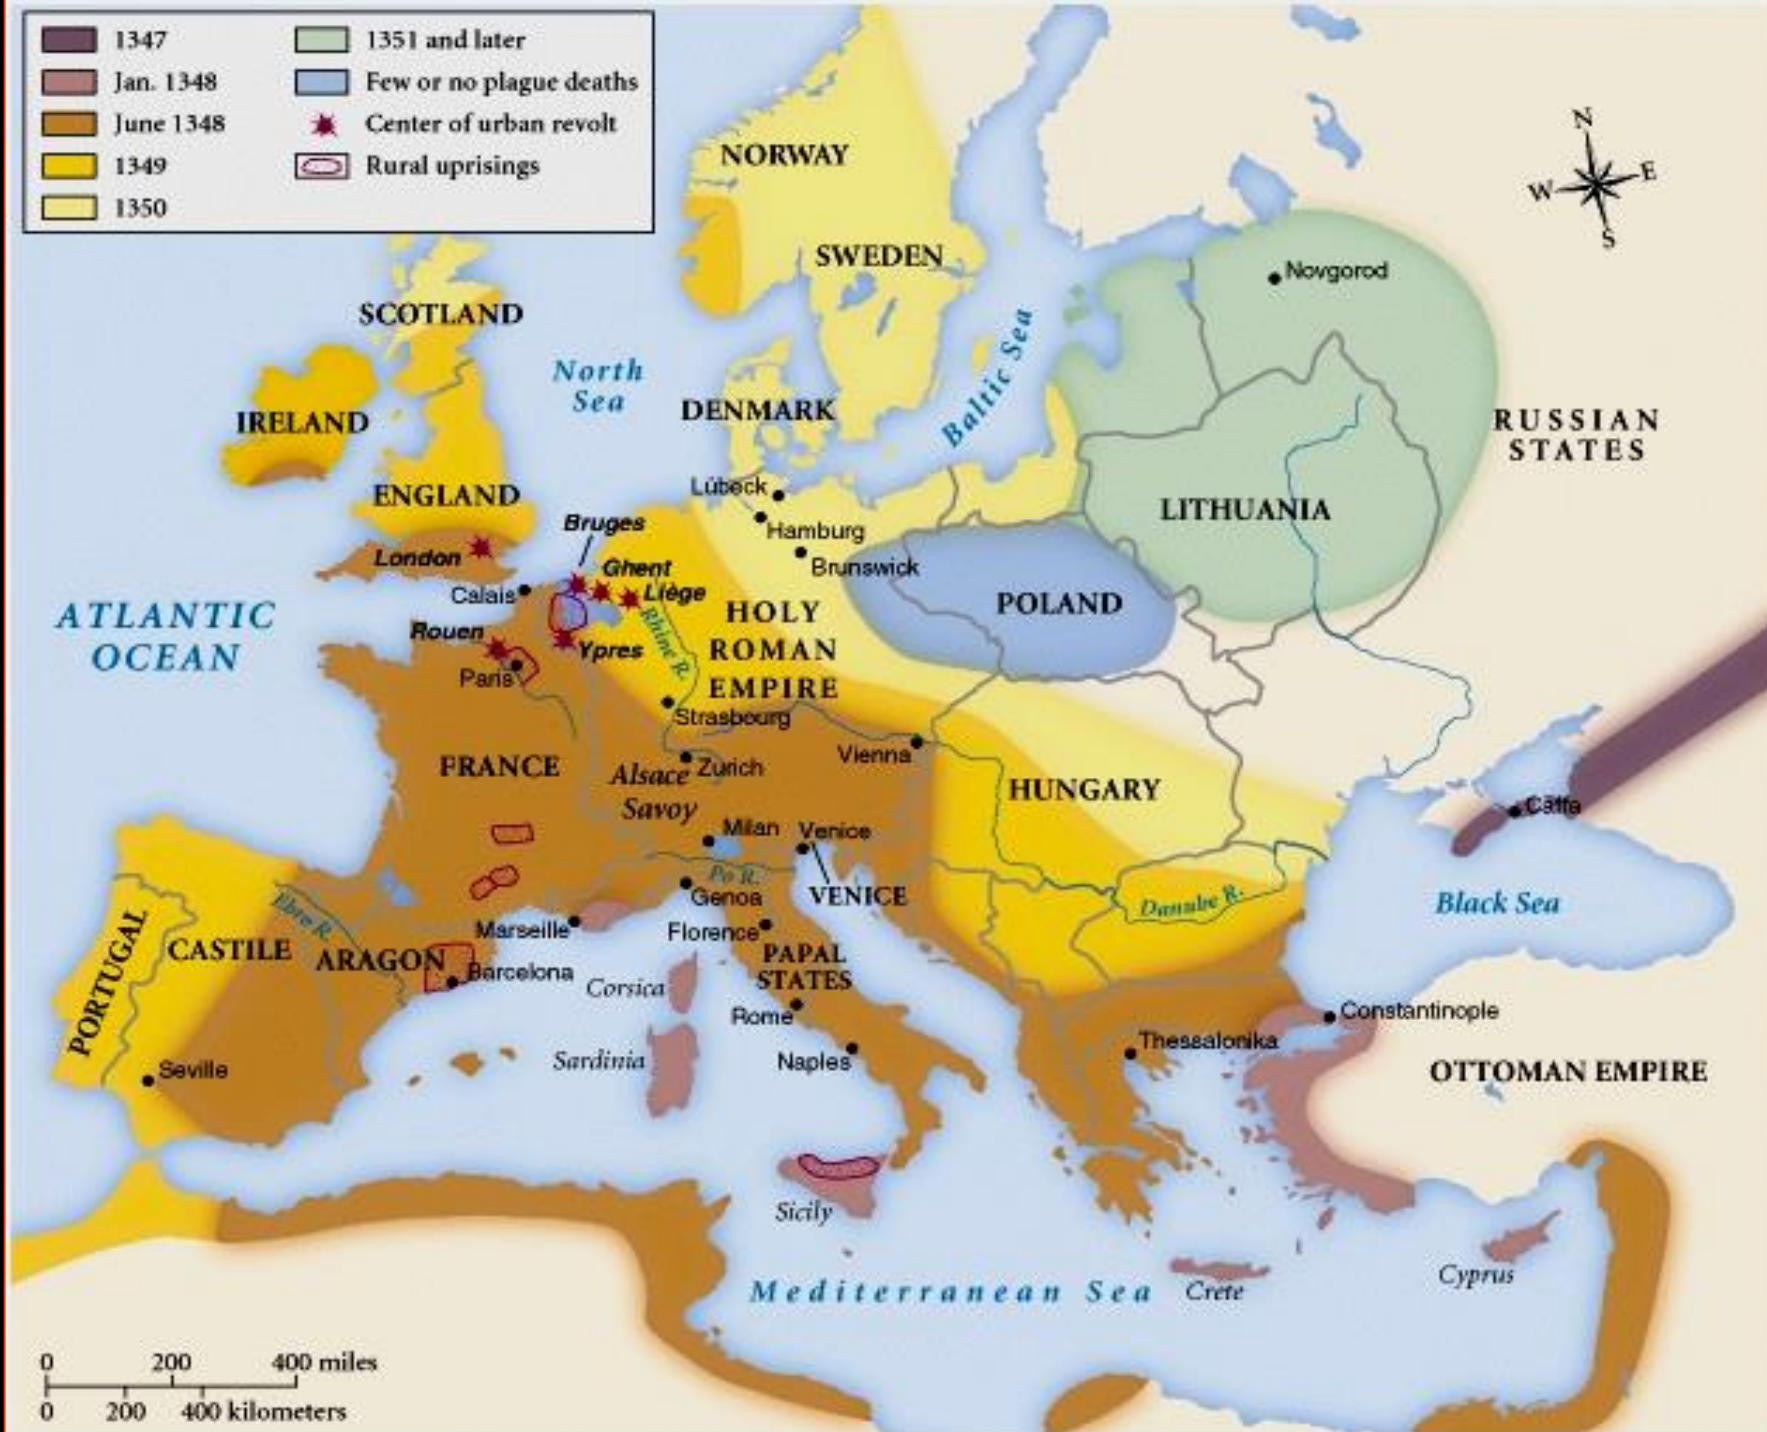 1347
Jan. 1348
June 1348
1349
1350
1351 and later
Few or no plague deaths
Center of urban revolt
Rural uprisings
N
W
E
S
NORWAY
SWEDEN
Novgorod
SCOTLAND
North
Sea
Baltic Sea
IRELAND
DENMARK
RUSSIAN
STATES
ENGLAND
Lübeck
Hamburg
LITHUANIA
Bruges
London
Brunswick
Ghent
Calais
Liège
ATLANTIC
OCEAN
HOLY
ROMAN
EMPIRE
POLAND
Rouen
Ypres
Rhine R.
Paris
Strasbourg
Vienna
FRANCE
Zurich
Alsace
Savoy
HUNGARY
Caffa
Milan
Venice
Po R.
VENICE
Genoa
Danube R.
Black Sea
Ebro R.
Marseille
Florence
PORTUGAL
CASTILE
ARAGON
PAPAL
STATES
Barcelona
Corsica
Rome
Constantinople
Thessalonika
Sardinia
Naples
Seville
OTTOMAN EMPIRE
Sicily
Mediterranean Sea
Crete
Cyprus
0 200 400 miles
0 200 400 kilometers